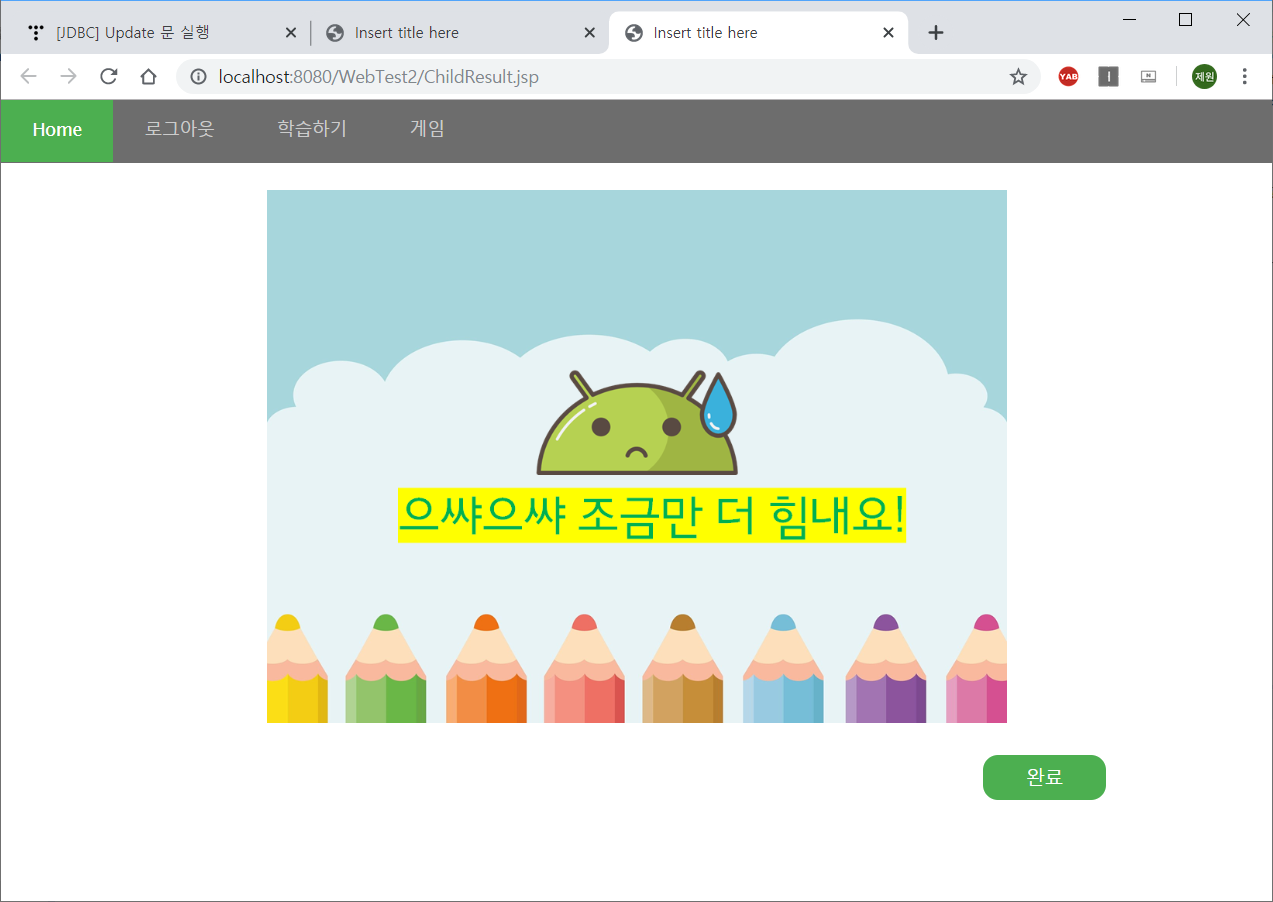 [JDBC] Update 문 실행
Insert title here
Insert title here
localhost:8080/WebTest2/ChildResult.jsp
YAB
I
N
제원
Home
로그아웃
학습하기
게임
으쌰으쌰 조금만 더 힘내요!
완료